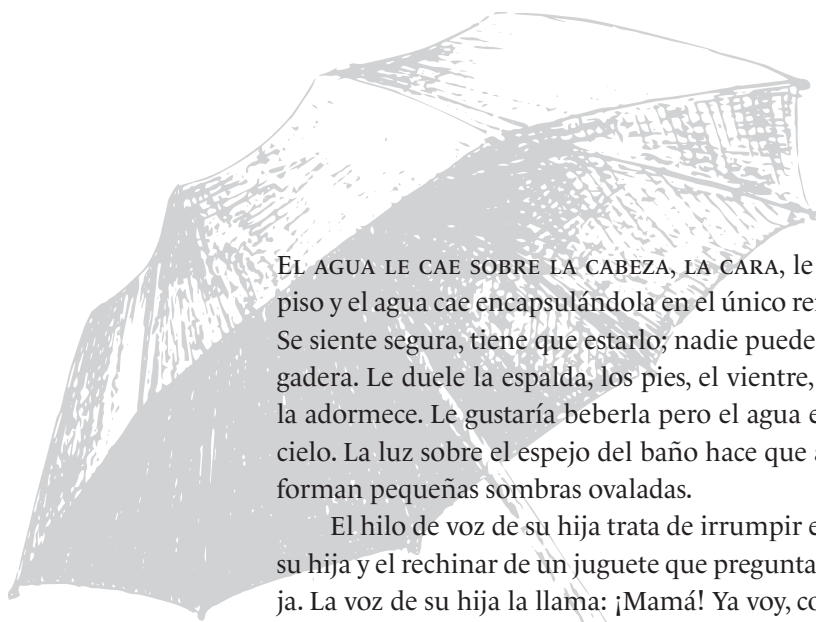 EL AGUA LE CAE SOBRE LA CABEZA, LA CARA, le
piso y el agua cae encapsulándola en el único re
Se siente segura, tiene que estarlo; nadie puede
gadera. Le duele la espalda, los pies, el vientre,
la adormece. Le gustaría beberla pero el agua e
cielo. La luz sobre el espejo del baño hace que a
forman pequeñas sombras ovaladas.
El hilo de voz de su hija trata de irrumpir e
su hija y el rechinar de un juguete que pregunta
ja. La voz de su hija la llama: ¡Mamá! Ya voy, co